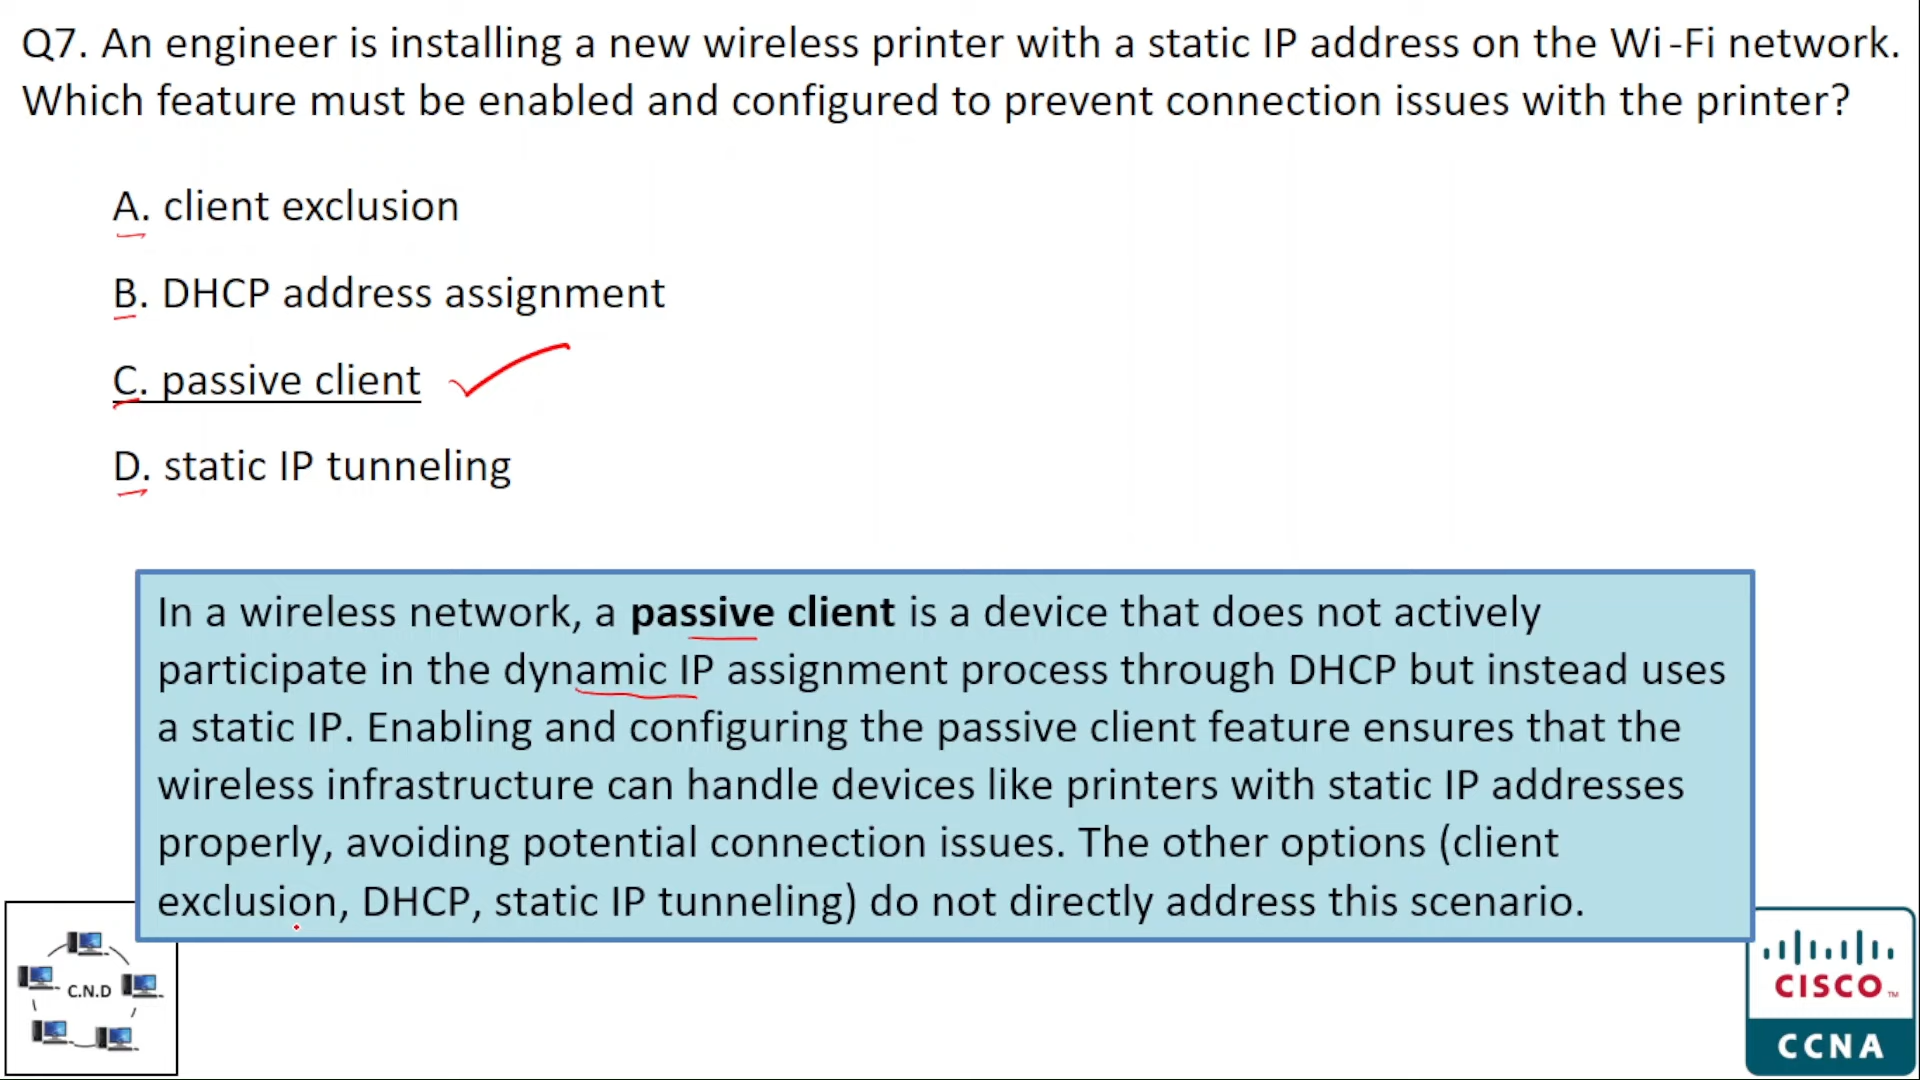 Q7. An engineer is installing a new wireless printer with a static IP address on the Wi-Fi network.
Which feature must be enabled and configured to prevent connection issues with the printer?
A. client exclusion
B. DHCP address assignment
C. passive client
D. static IP tunneling
In a wireless network, a passive client is a device that does not actively
participate in the dynamic IP assignment process through DHCP but instead uses
a static IP. Enabling and configuring the passive client feature ensures that the
wireless infrastructure can handle devices like printers with static IP addresses
properly, avoiding potential connection issues. The other options (client
exclusion, DHCP, static IP tunneling) do not directly address this scenario.
C.N.D
CISCO™
CCNA